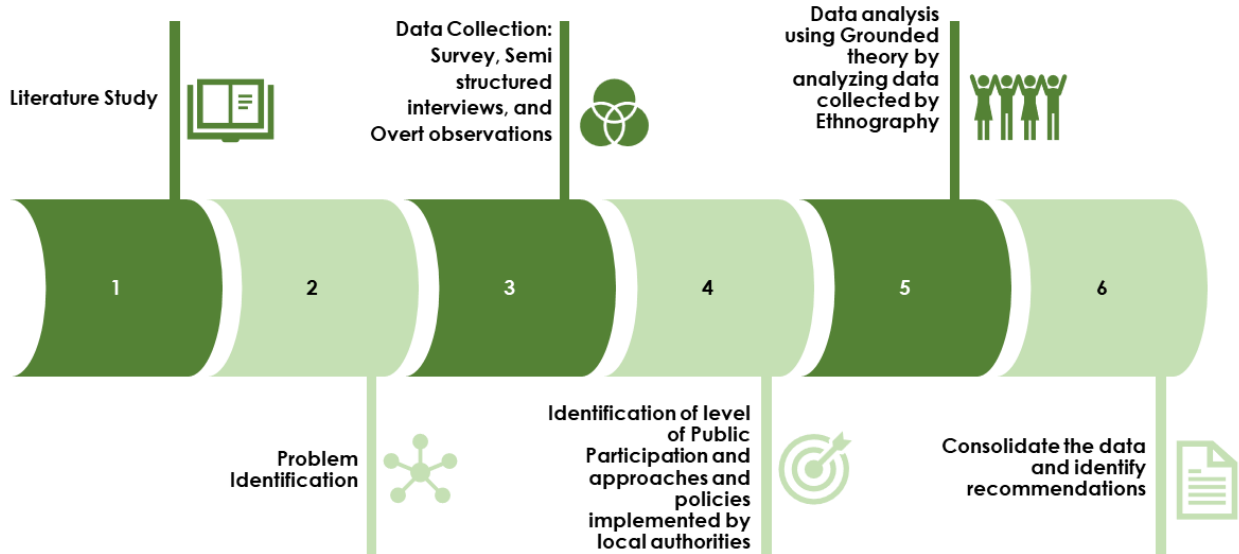 Literature Study
Data Collection:
Survey, Semi
structured
interviews, and
Overt observations
Data analysis
using Grounded
theory by
analyzing data
collected by
Ethnography
1
2
3
4
5
6
Problem
Identification
Identification of level
of Public
Participation and
approaches and
policies
implemented by
local authorities
Consolidate the data
and identify
recommendations